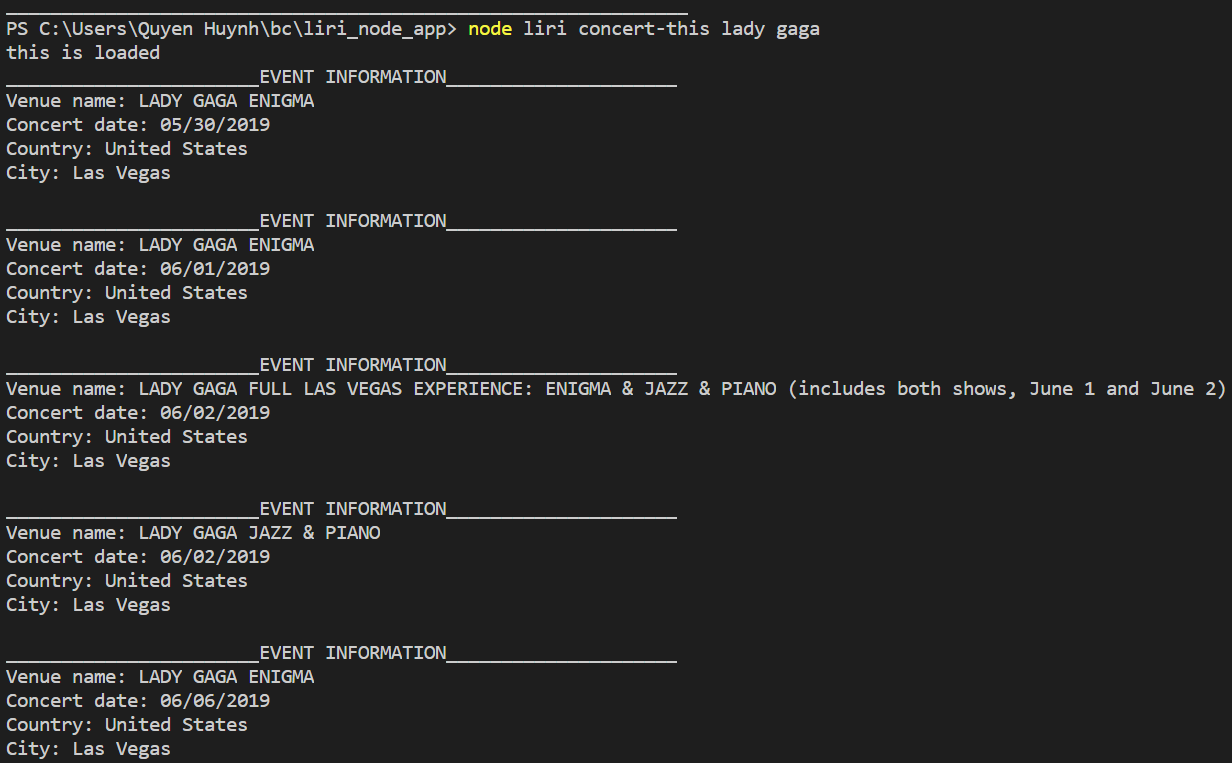 ______________________________________________________________
PS C:\Users\Quyen Huynh\bc\liri_node_app> node liri concert-this lady gaga
this is loaded
_______________________EVENT INFORMATION_____________________
Venue name: LADY GAGA ENIGMA
Concert date: 05/30/2019
Country: United States
City: Las Vegas

_______________________EVENT INFORMATION_____________________
Venue name: LADY GAGA ENIGMA
Concert date: 06/01/2019
Country: United States
City: Las Vegas

_______________________EVENT INFORMATION_____________________
Venue name: LADY GAGA FULL LAS VEGAS EXPERIENCE: ENIGMA & JAZZ & PIANO (includes both shows, June 1 and June 2)
Concert date: 06/02/2019
Country: United States
City: Las Vegas

_______________________EVENT INFORMATION_____________________
Venue name: LADY GAGA JAZZ & PIANO
Concert date: 06/02/2019
Country: United States
City: Las Vegas

_______________________EVENT INFORMATION_____________________
Venue name: LADY GAGA ENIGMA
Concert date: 06/06/2019
Country: United States
City: Las Vegas